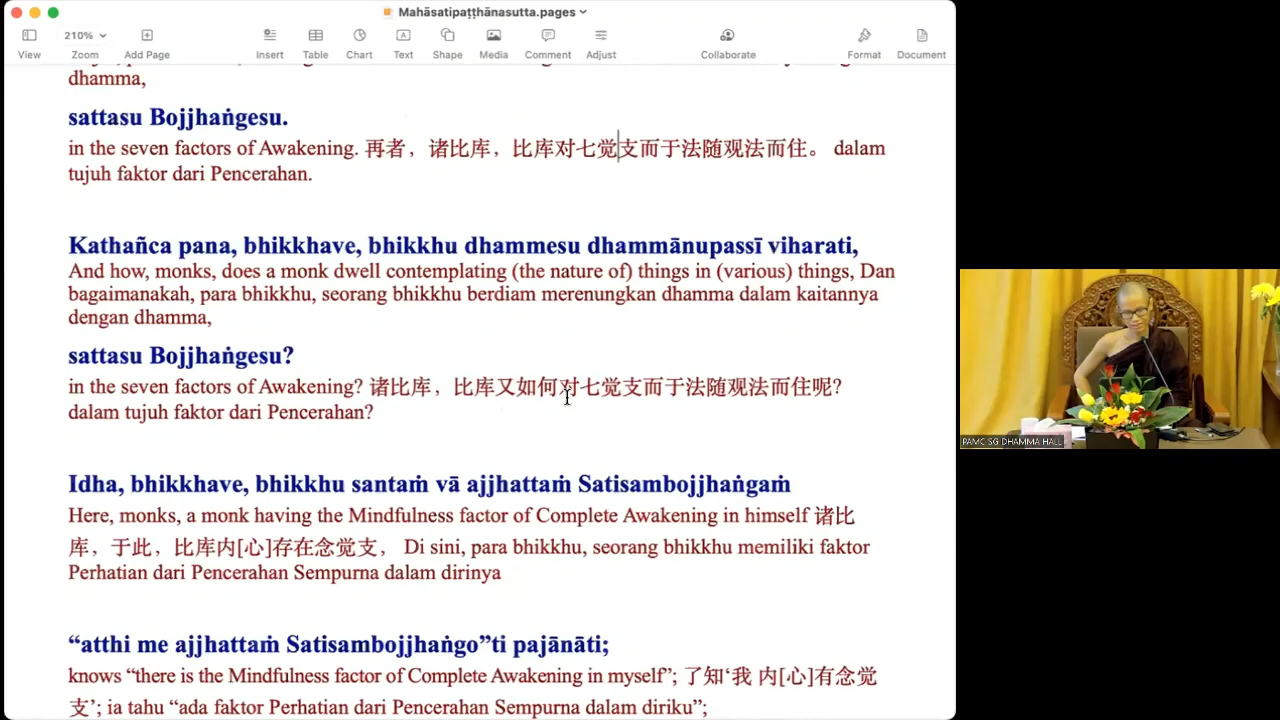 Mahāsatipaṭṭhānasutta.pages
210%
View
Zoom
Add Page
Insert
Table
Chart
Text
Shape
Media
Comment
Adjust
Collaborate
Format
Document
dhamma,
sattasu Bojjhaṅgesu.
in the seven factors of Awakening. 再者，诸比库，比库对七觉支而于法随观法而住。 dalam
tujuh faktor dari Pencerahan.
Kathañca pana, bhikkhave, bhikkhu dhammesu dhammānupassī viharati,
And how, monks, does a monk dwell contemplating (the nature of) things in (various) things, Dan
bagaimanakah, para bhikkhu, seorang bhikkhu berdiam merenungkan dhamma dalam kaitannya
dengan dhamma,
sattasu Bojjhaṅgesu?
in the seven factors of Awakening? 诸比库，比库又如何对七觉支而于法随观法而住呢?
dalam tujuh faktor dari Pencerahan?
Idha, bhikkhave, bhikkhu santaṁ vā ajjhattaṁ Satisambojjhaṅgaṁ
Here, monks, a monk having the Mindfulness factor of Complete Awakening in himself 诸比
库，于此，比库内[心]存在念觉支， Di sini, para bhikkhu, seorang bhikkhu memiliki faktor
Perhatian dari Pencerahan Sempurna dalam dirinya
“atthi me ajjhattaṁ Satisambojjhaṅgo”ti pajānāti;
knows “there is the Mindfulness factor of Complete Awakening in myself”; 了知‘我 内[心]有念觉
支’; ia tahu “ada faktor Perhatian dari Pencerahan Sempurna dalam diriku”;
PAMC SG DHAMMA HALL